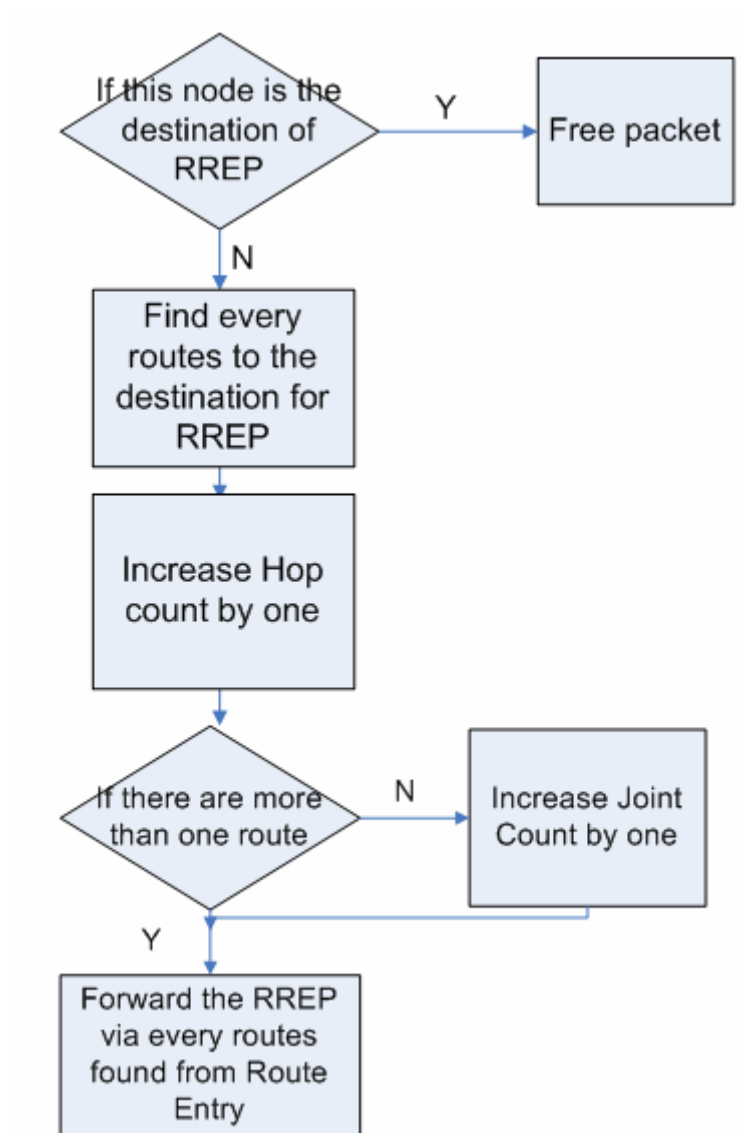 If this node is the
destination of
RREP
Y
Free packet
N
Find every
routes to the
destination for
RREP
Increase Hop
count by one
If there are more
than one route
N
Increase Joint
Count by one
Y
Forward the RREP
via every routes
found from Route
Entry